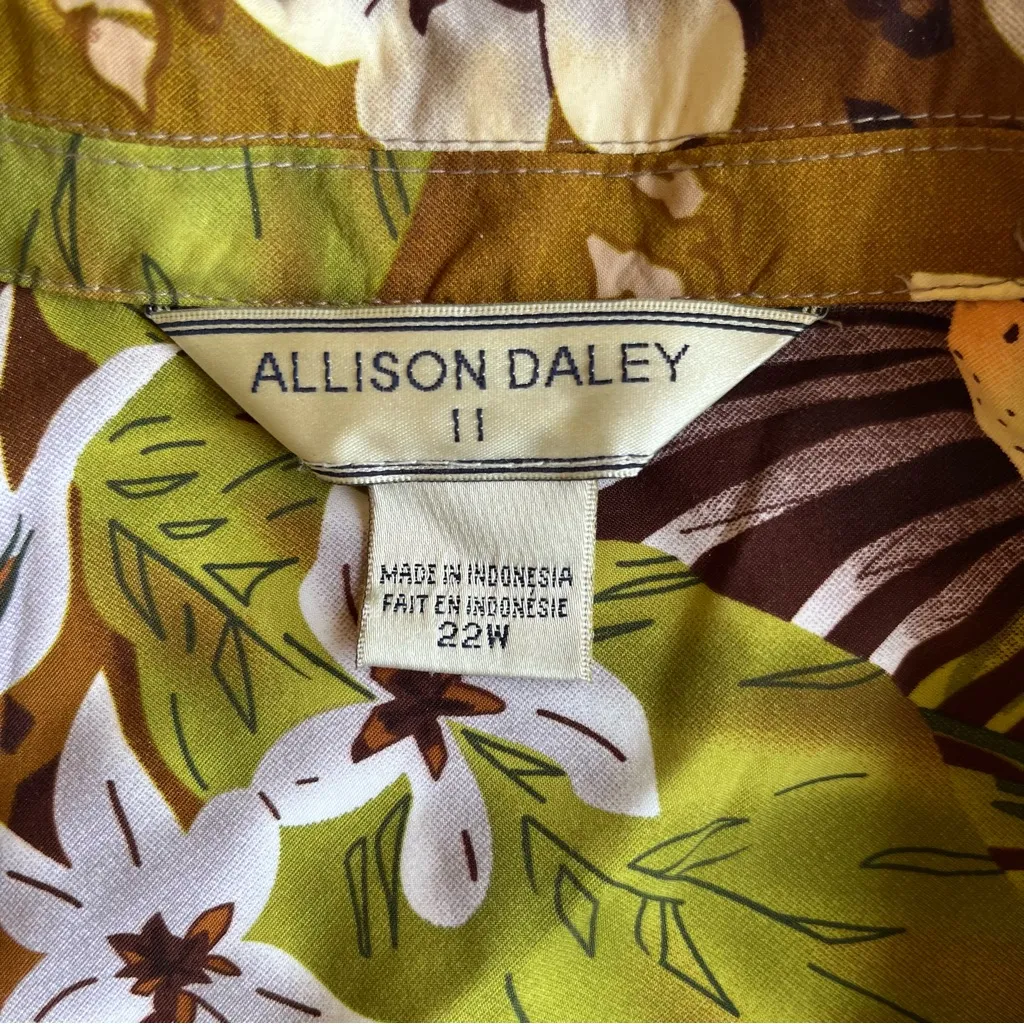 ALLISON DALEY
II
MADE IN INDONESIA
FAIT EN INDONÉSIE
22W